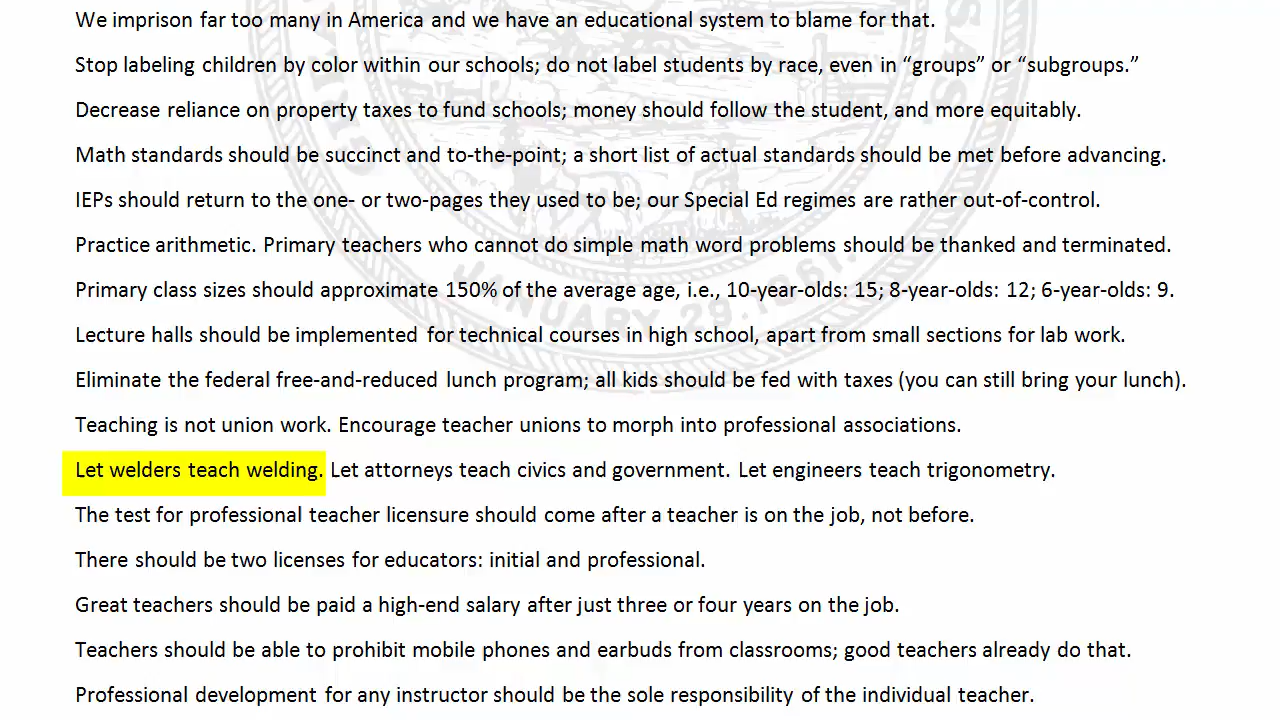 We imprison far too many in America and we have an educational system to blame for that.
Stop labeling children by color within our schools; do not label students by race, even in “groups” or “subgroups.”
Decrease reliance on property taxes to fund schools; money should follow the student, and more equitably.
Math standards should be succinct and to-the-point; a short list of actual standards should be met before advancing.
IEPs should return to the one- or two-pages they used to be; our Special Ed regimes are rather out-of-control.
Practice arithmetic. Primary teachers who cannot do simple math word problems should be thanked and terminated.
Primary class sizes should approximate 150% of the average age, i.e., 10-year-olds: 15; 8-year-olds: 12; 6-year-olds: 9.
Lecture halls should be implemented for technical courses in high school, apart from small sections for lab work.
Eliminate the federal free-and-reduced lunch program; all kids should be fed with taxes (you can still bring your lunch).
Teaching is not union work. Encourage teacher unions to morph into professional associations.
Let welders teach welding. Let attorneys teach civics and government. Let engineers teach trigonometry.
The test for professional teacher licensure should come after a teacher is on the job, not before.
There should be two licenses for educators: initial and professional.
Great teachers should be paid a high-end salary after just three or four years on the job.
Teachers should be able to prohibit mobile phones and earbuds from classrooms; good teachers already do that.
Professional development for any instructor should be the sole responsibility of the individual teacher.
JANUARY 29, 1861.